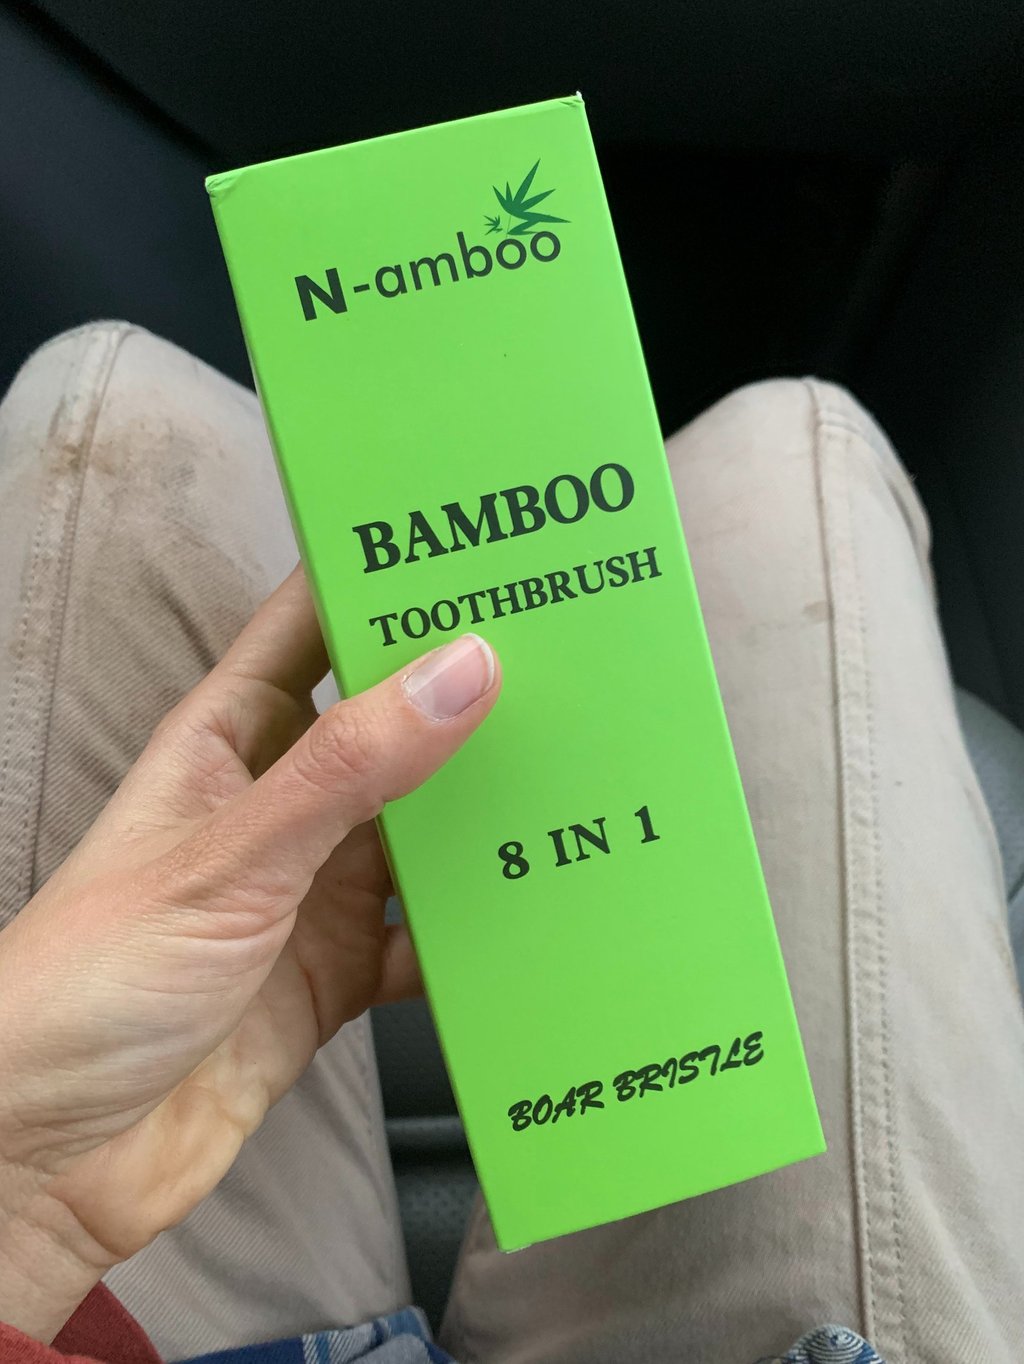 N-amboo
BAMBOO
TOOTHBRUSH
8 IN 1
BOAR BRISTLE